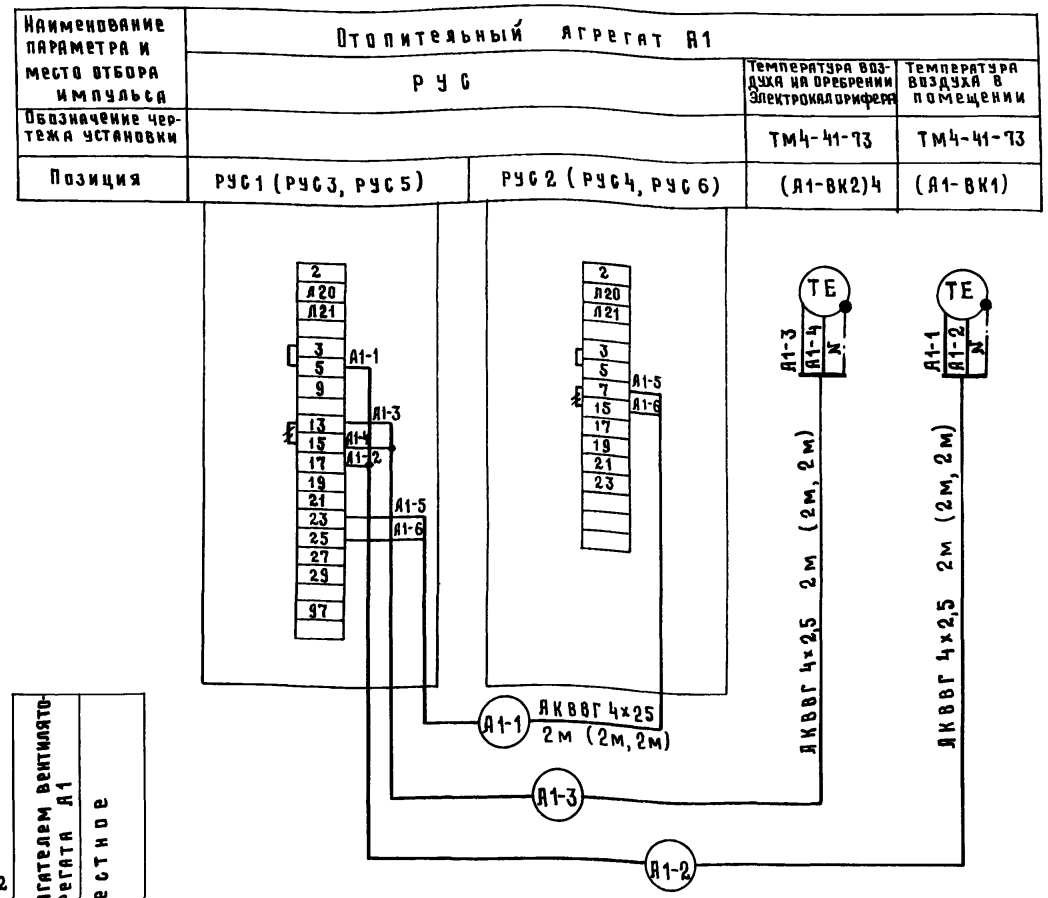 Наименование
параметра и
место отбора
импульса
Отопительный агрегат А1
РУС
Температура воз-
духа на оребрении
электрокалорифера
Температура
воздуха в
помещении
Обозначение чер-
тежа установки
ТМ4-41-73
ТМ4-41-73
Позиция
РУС1 (РУС3, РУС5)
РУС2 (РУС4, РУС6)
(А1-ВК2)4
(А1-ВК1)
2
Л20
Л21
3
5
9
13
15
17
19
21
23
25
27
29
97
А1-1
А1-3
А1-4
А1-2
А1-5
А1-6
2
Л20
Л21
3
5
7
15
17
19
21
23
А1-5
А1-6
ТЕ
А1-3
А1-4
N
ТЕ
А1-1
А1-2
N
АКВВГ 4х2,5 2м (2м, 2м)
АКВВГ 4х2,5 2м (2м, 2м)
А1-1
АКВВГ 4х25
2м (2м, 2м)
А1-3
А1-2
гателем вентилято-
регата А1
естное
2